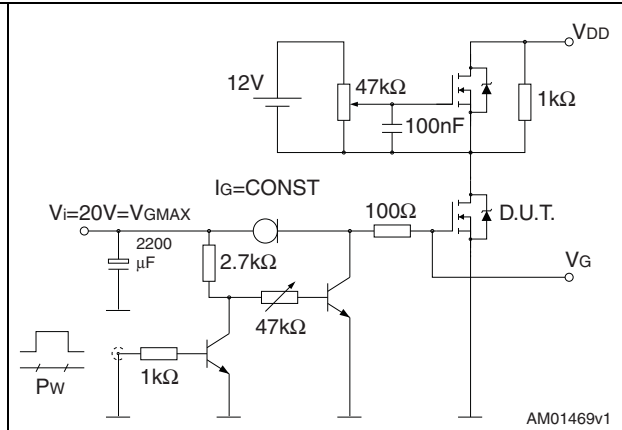 VDD
12V
47kΩ
1kΩ
100nF
IG=CONST
Vi=20V=VGMAX
100Ω
D.U.T.
2200
μF
2.7kΩ
VG
47kΩ
1kΩ
PW
AM01469v1